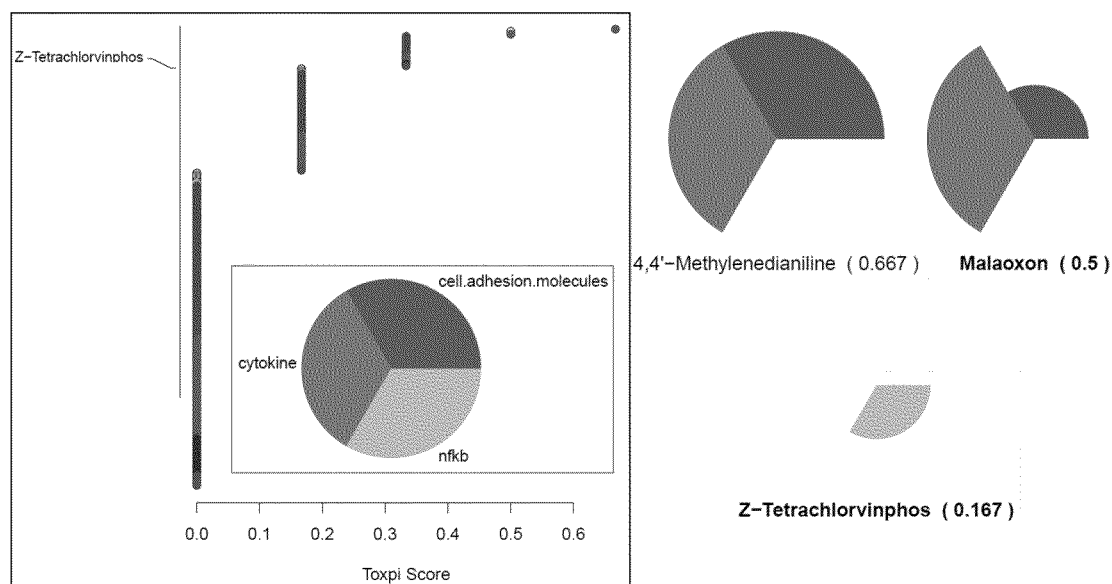 Z−Tetrachlorvinphos
cell.adhesion.molecules
cytokine
nfkb
0.0 0.1 0.2 0.3 0.4 0.5 0.6
Toxpi Score
4,4'−Methylenedianiline ( 0.667 )
Malaoxon ( 0.5 )
Z−Tetrachlorvinphos ( 0.167 )